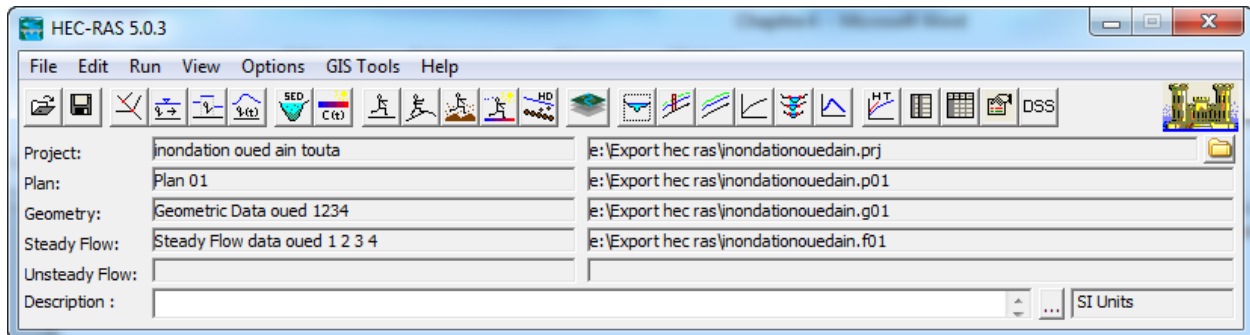 HEC-RAS 5.0.3
File Edit Run View Options GIS Tools Help
SED C(t) HD HT DSS
Project: inondation oued ain touta e:\Export hec ras\inondationouedain.prj
Plan: Plan 01 e:\Export hec ras\inondationouedain.p01
Geometry: Geometric Data oued 1234 e:\Export hec ras\inondationouedain.g01
Steady Flow: Steady Flow data oued 1 2 3 4 e:\Export hec ras\inondationouedain.f01
Unsteady Flow:
Description : ... SI Units